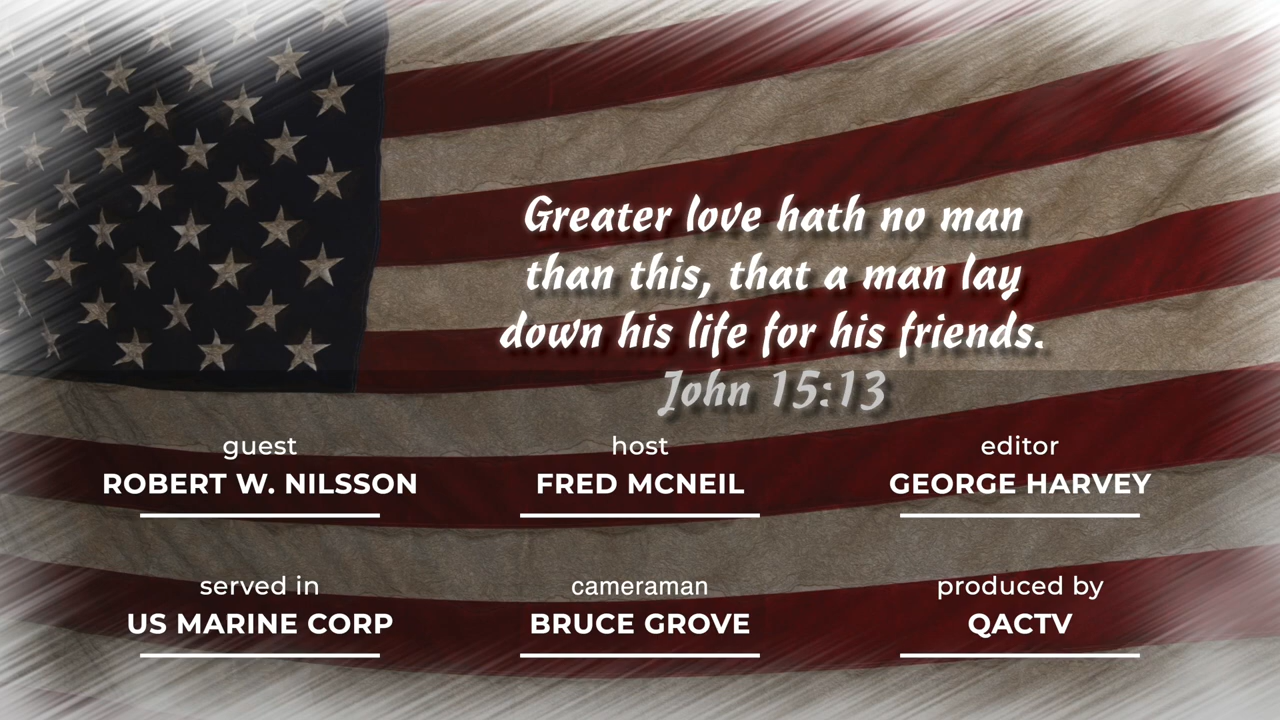 Greater love hath no man
than this, that a man lay
down his life for his friends.
John 15:13
guest
ROBERT W. NILSSON
host
FRED MCNEIL
editor
GEORGE HARVEY
served in
US MARINE CORP
cameraman
BRUCE GROVE
produced by
QACTV